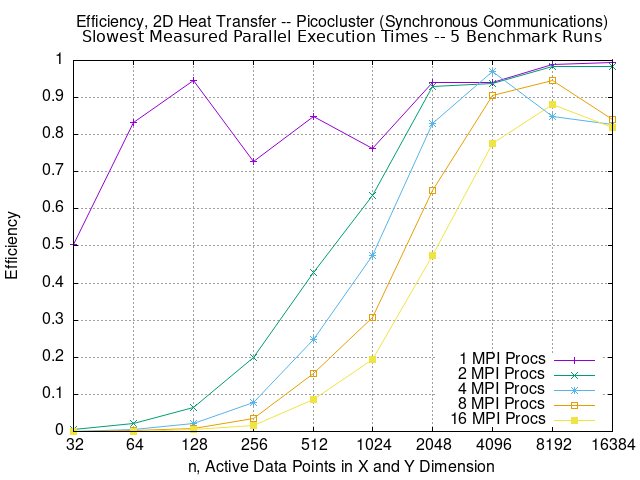 Efficiency, 2D Heat Transfer -- Picocluster (Synchronous Communications)
Slowest Measured Parallel Execution Times -- 5 Benchmark Runs
1
0.9
0.8
0.7
0.6
0.5
0.4
0.3
0.2
0.1
0
Efficiency
1 MPI Procs
2 MPI Procs
4 MPI Procs
8 MPI Procs
16 MPI Procs
32 64 128 256 512 1024 2048 4096 8192 16384
n, Active Data Points in X and Y Dimension